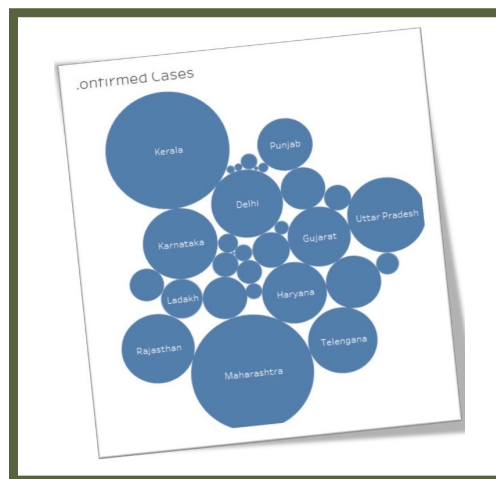 .onfirmed Cases
Kerala
Punjab
Delhi
Uttar Pradesh
Karnataka
Gujarat
Ladakh
Haryana
Rajasthan
Telengana
Maharashtra